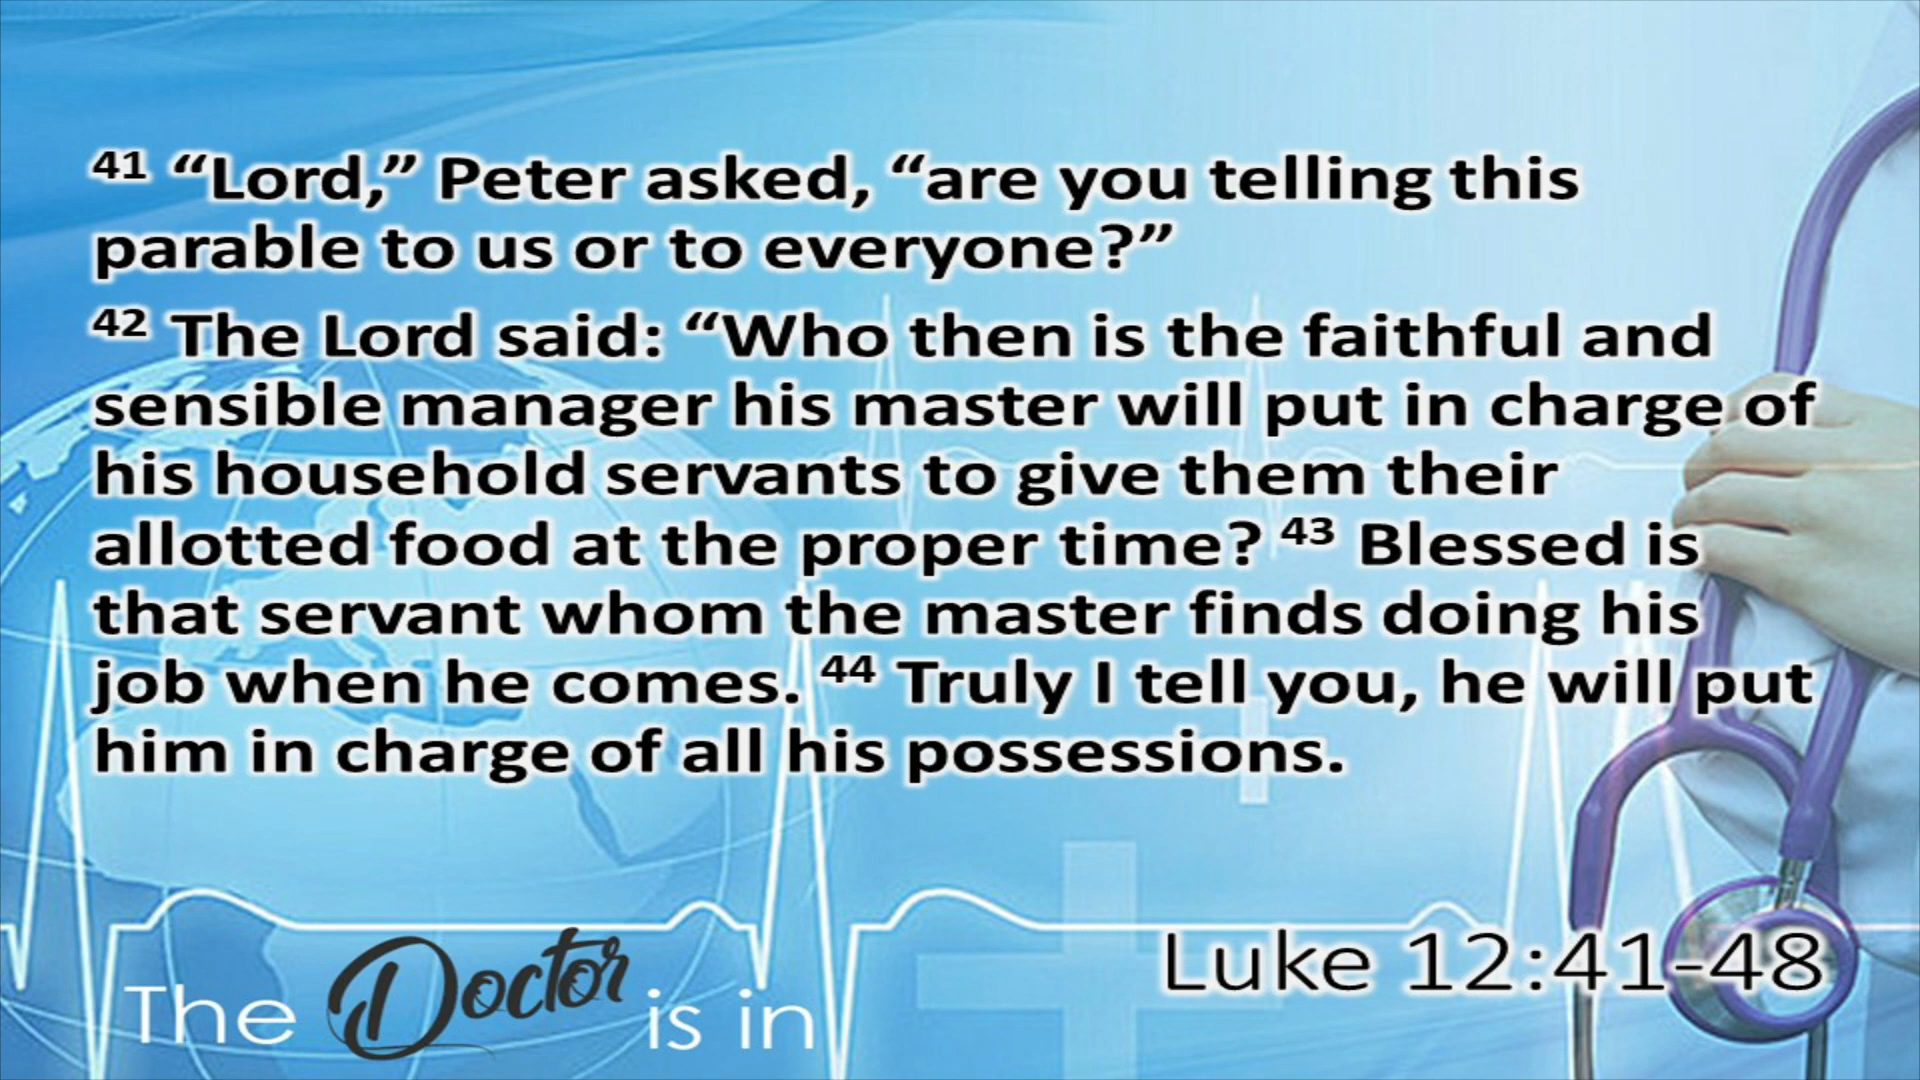 41 “Lord,” Peter asked, “are you telling this
parable to us or to everyone?”
42 The Lord said: “Who then is the faithful and
sensible manager his master will put in charge of
his household servants to give them their
allotted food at the proper time? 43 Blessed is
that servant whom the master finds doing his
job when he comes. 44 Truly I tell you, he will put
him in charge of all his possessions.
Luke 12:41-48
The Doctor is in